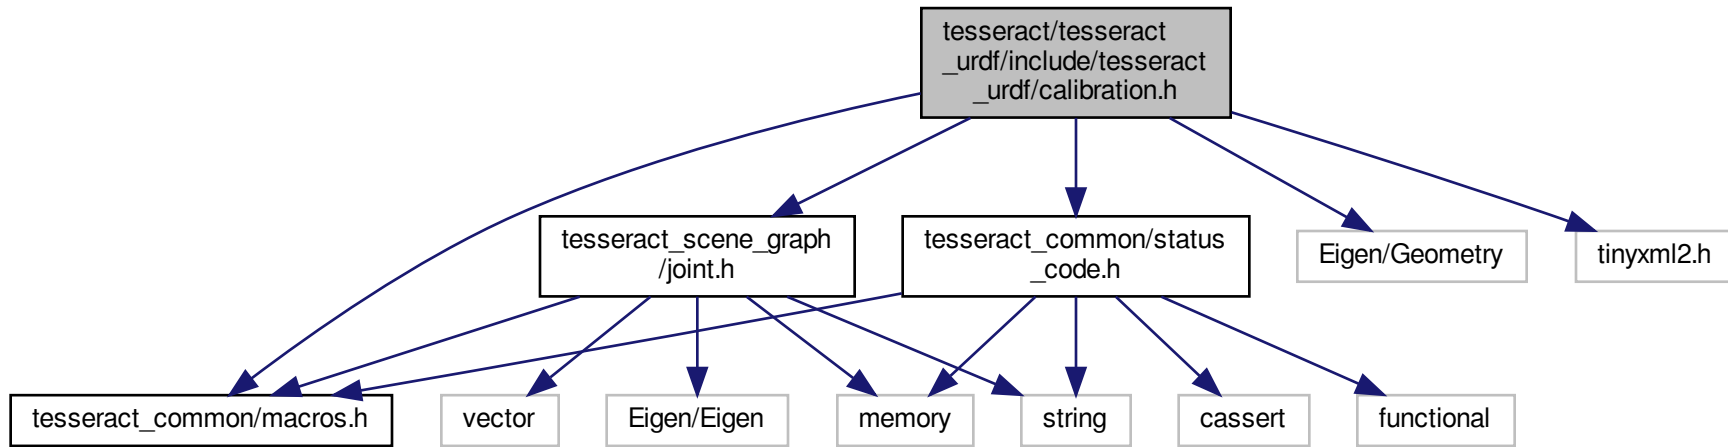 tesseract/tesseract
_urdf/include/tesseract
_urdf/calibration.h
tesseract_scene_graph
/joint.h
tesseract_common/status
_code.h
Eigen/Geometry
tinyxml2.h
tesseract_common/macros.h
vector
Eigen/Eigen
memory
string
cassert
functional